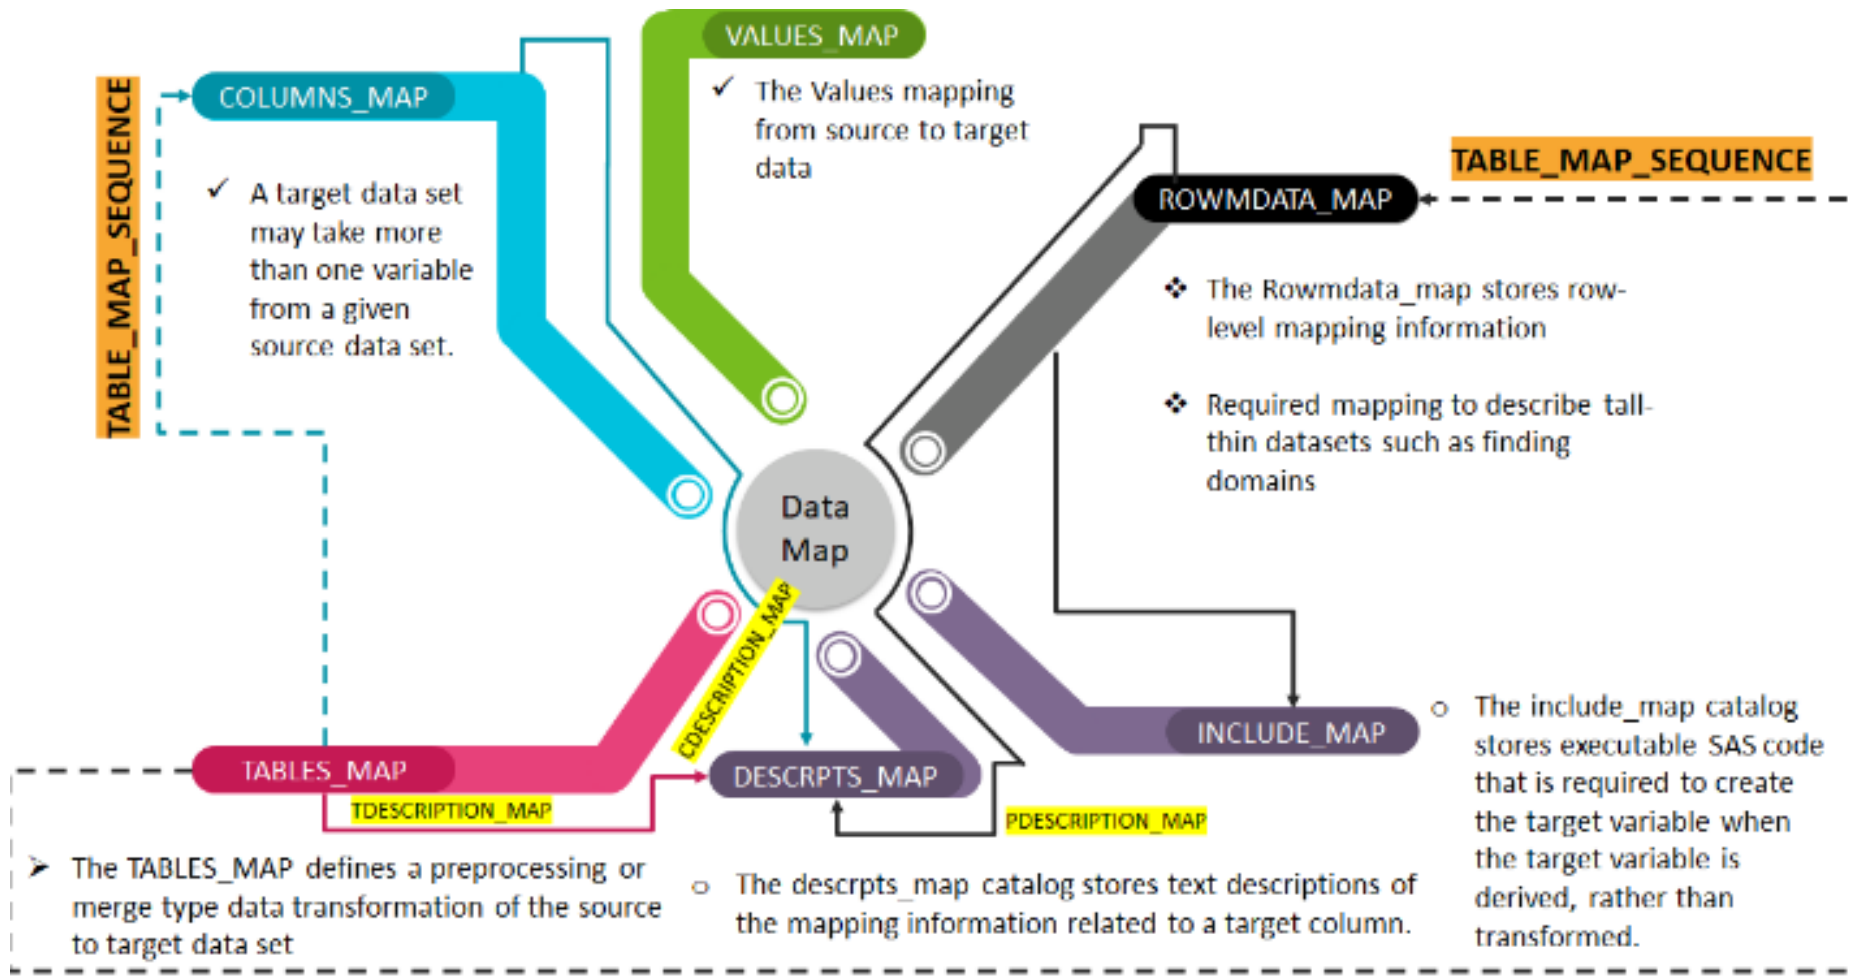 VALUES_MAP
✓ The Values mapping
from source to target
data
COLUMNS_MAP
TABLE_MAP_SEQUENCE
✓ A target data set
may take more
than one variable
from a given
source data set.
TABLE_MAP_SEQUENCE
ROWMDATA_MAP
❖ The Rowmdata_map stores row-
level mapping information
❖ Required mapping to describe tall-
thin datasets such as finding
domains
Data
Map
CDESCRIPTION_MAP
TABLES_MAP
TDESCRIPTION_MAP
DESCRPTS_MAP
PDESCRIPTION_MAP
INCLUDE_MAP
➤ The TABLES_MAP defines a preprocessing or
merge type data transformation of the source
to target data set
o The descrpts_map catalog stores text descriptions of
the mapping information related to a target column.
o The include_map catalog
stores executable SAS code
that is required to create
the target variable when
the target variable is
derived, rather than
transformed.